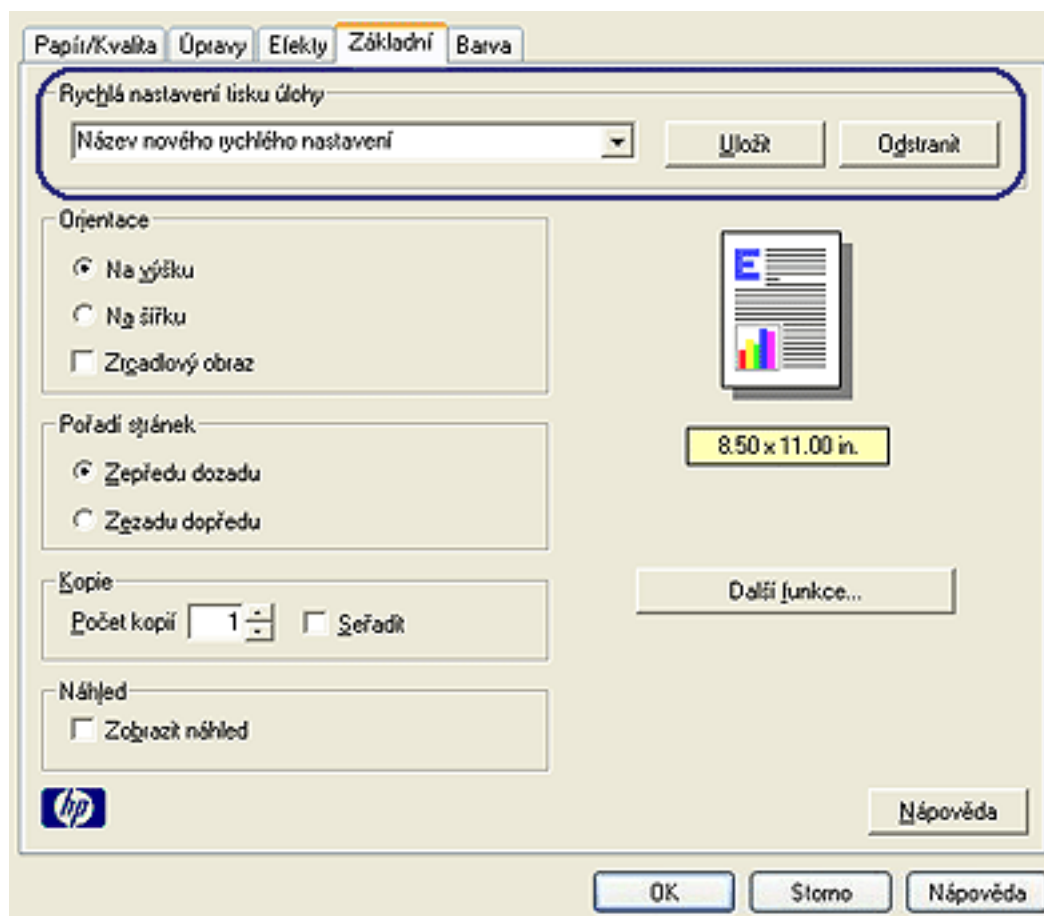 Papír/Kvalita Úpravy Efekty Základní Barva
Rychlá nastavení tisku úlohy
Název nového rychlého nastavení Uložit Odstranit
Orientace
Na výšku
Na šířku
Zrcadlový obraz
E
8.50 x 11.00 in.
Pořadí stránek
Zepředu dozadu
Zezadu dopředu
Kopie
Počet kopií 1 Seřadit
Další funkce...
Náhled
Zobrazit náhled
hp
Nápověda
OK Storno Nápověda